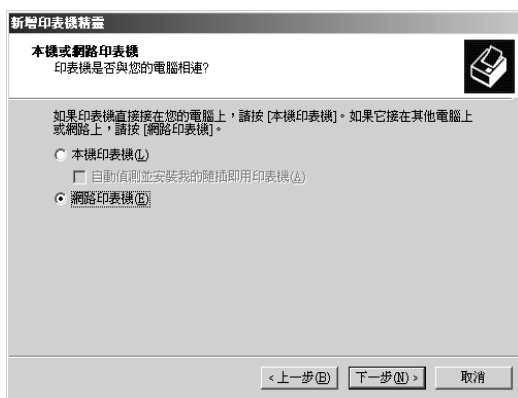 新增印表機精靈
本機或網路印表機
印表機是否與您的電腦相連?
如果印表機直接接在您的電腦上，請按 [本機印表機]。如果它接在其他電腦上
或網路上，請按 [網路印表機]。
本機印表機(L)
自動偵測並安裝我的隨插即用印表機(A)
網路印表機(E)
<上一步(B) 下一步(N)> 取消